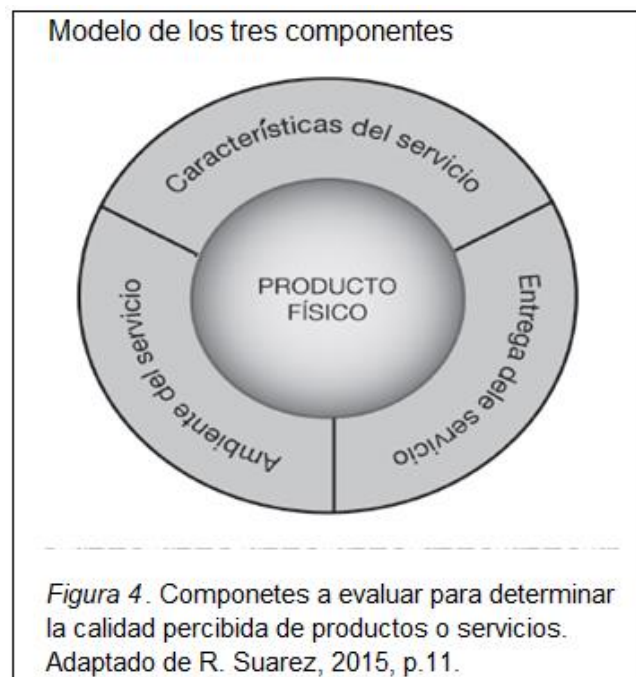 Modelo de los tres componentes
Características del servicio
PRODUCTO
FÍSICO
Ambiente del servicio
Entrega dele servicio
Figura 4. Componetes a evaluar para determinar
la calidad percibida de productos o servicios.
Adaptado de R. Suarez, 2015, p.11.